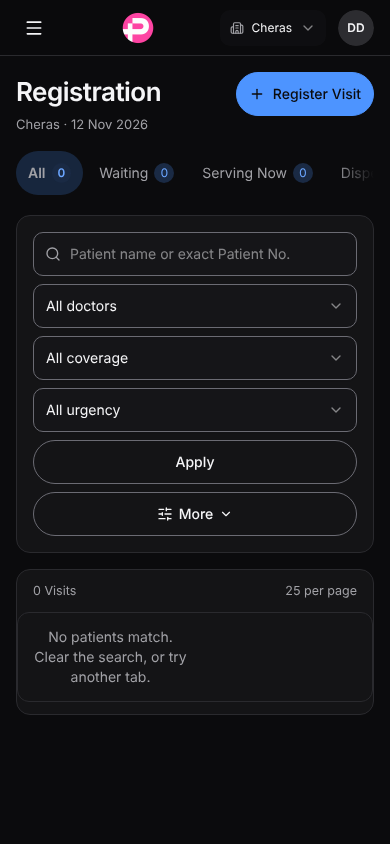 Cheras
DD
Registration
Register Visit
Cheras · 12 Nov 2026
All 0
Waiting 0
Serving Now 0
Patient name or exact Patient No.
All doctors
All coverage
All urgency
Apply
More
0 Visits
25 per page
No patients match.
Clear the search, or try
another tab.